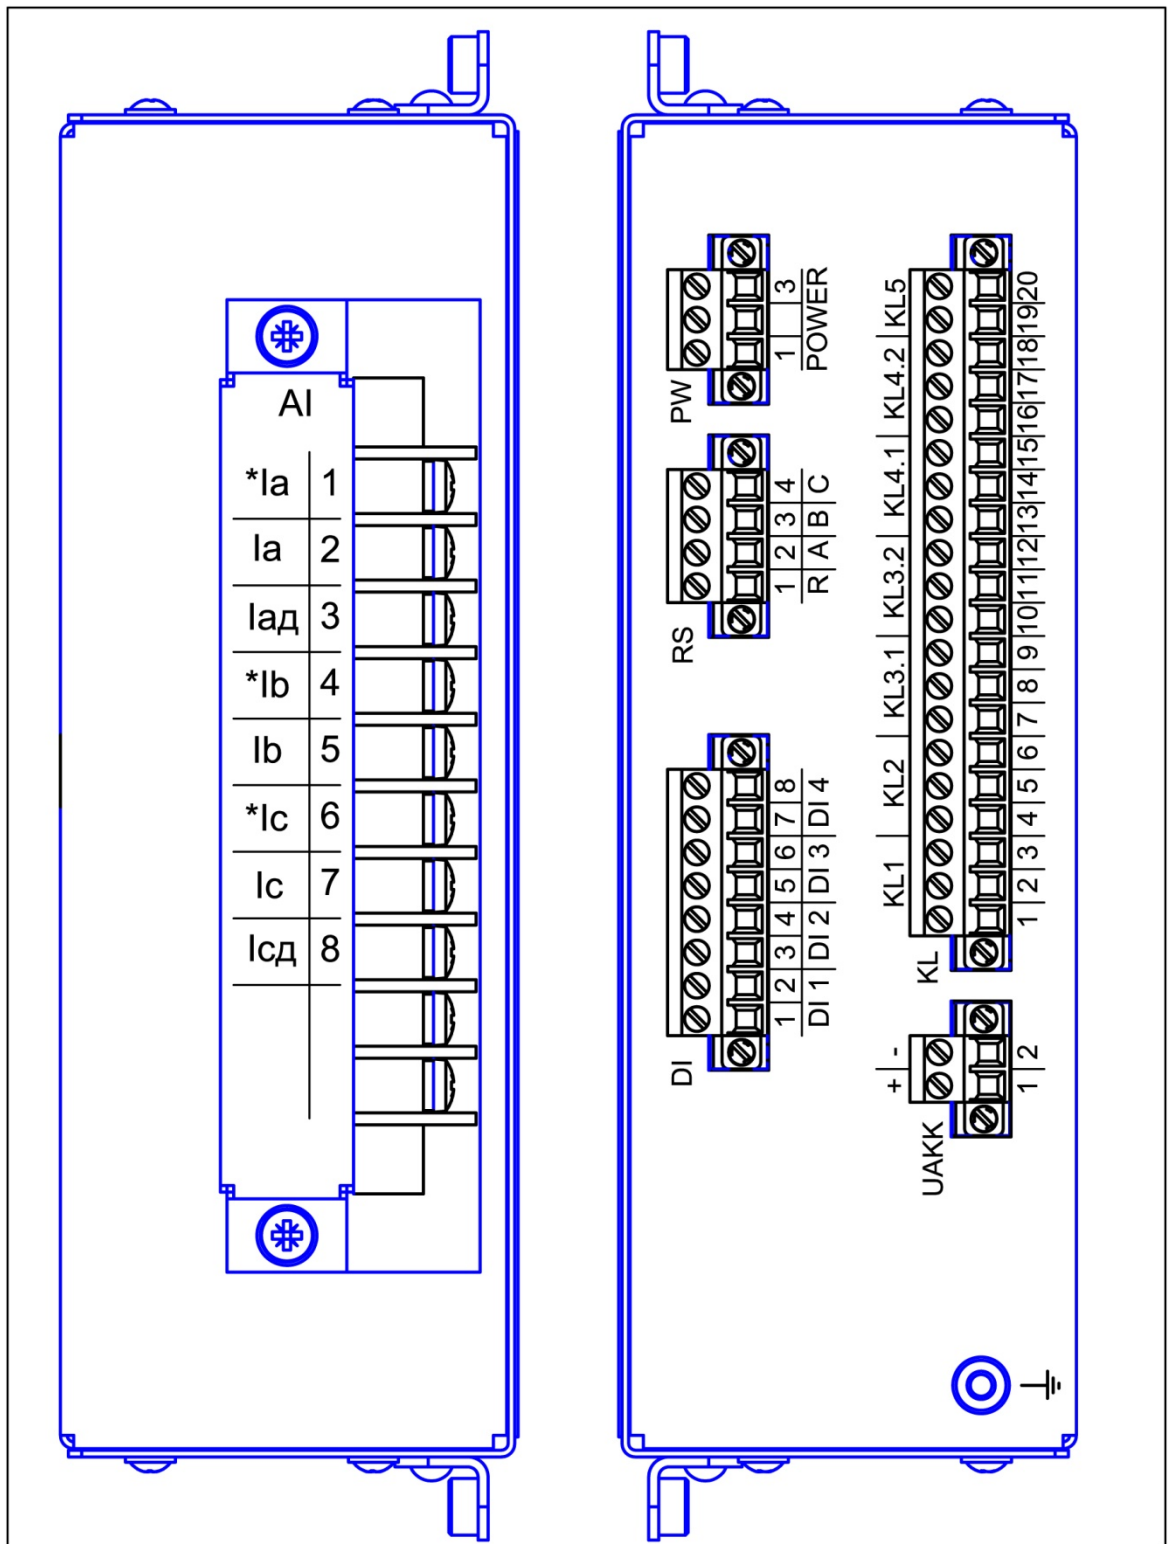 AI
*Ia 1
Ia 2
Iaд 3
*Ib 4
Ib 5
*Ic 6
Ic 7
Icд 8
PW
1 3
POWER
RS
1 2 3 4
R A B C
DI
1 2 3 4 5 6 7 8
DI 1 DI 2 DI 3 DI 4
KL1 KL2 KL3.1 KL3.2 KL4.1 KL4.2 KL5
KL
1 2 3 4 5 6 7 8 9 10 11 12 13 14 15 16 17 18 19 20
+ -
UAKK
1 2